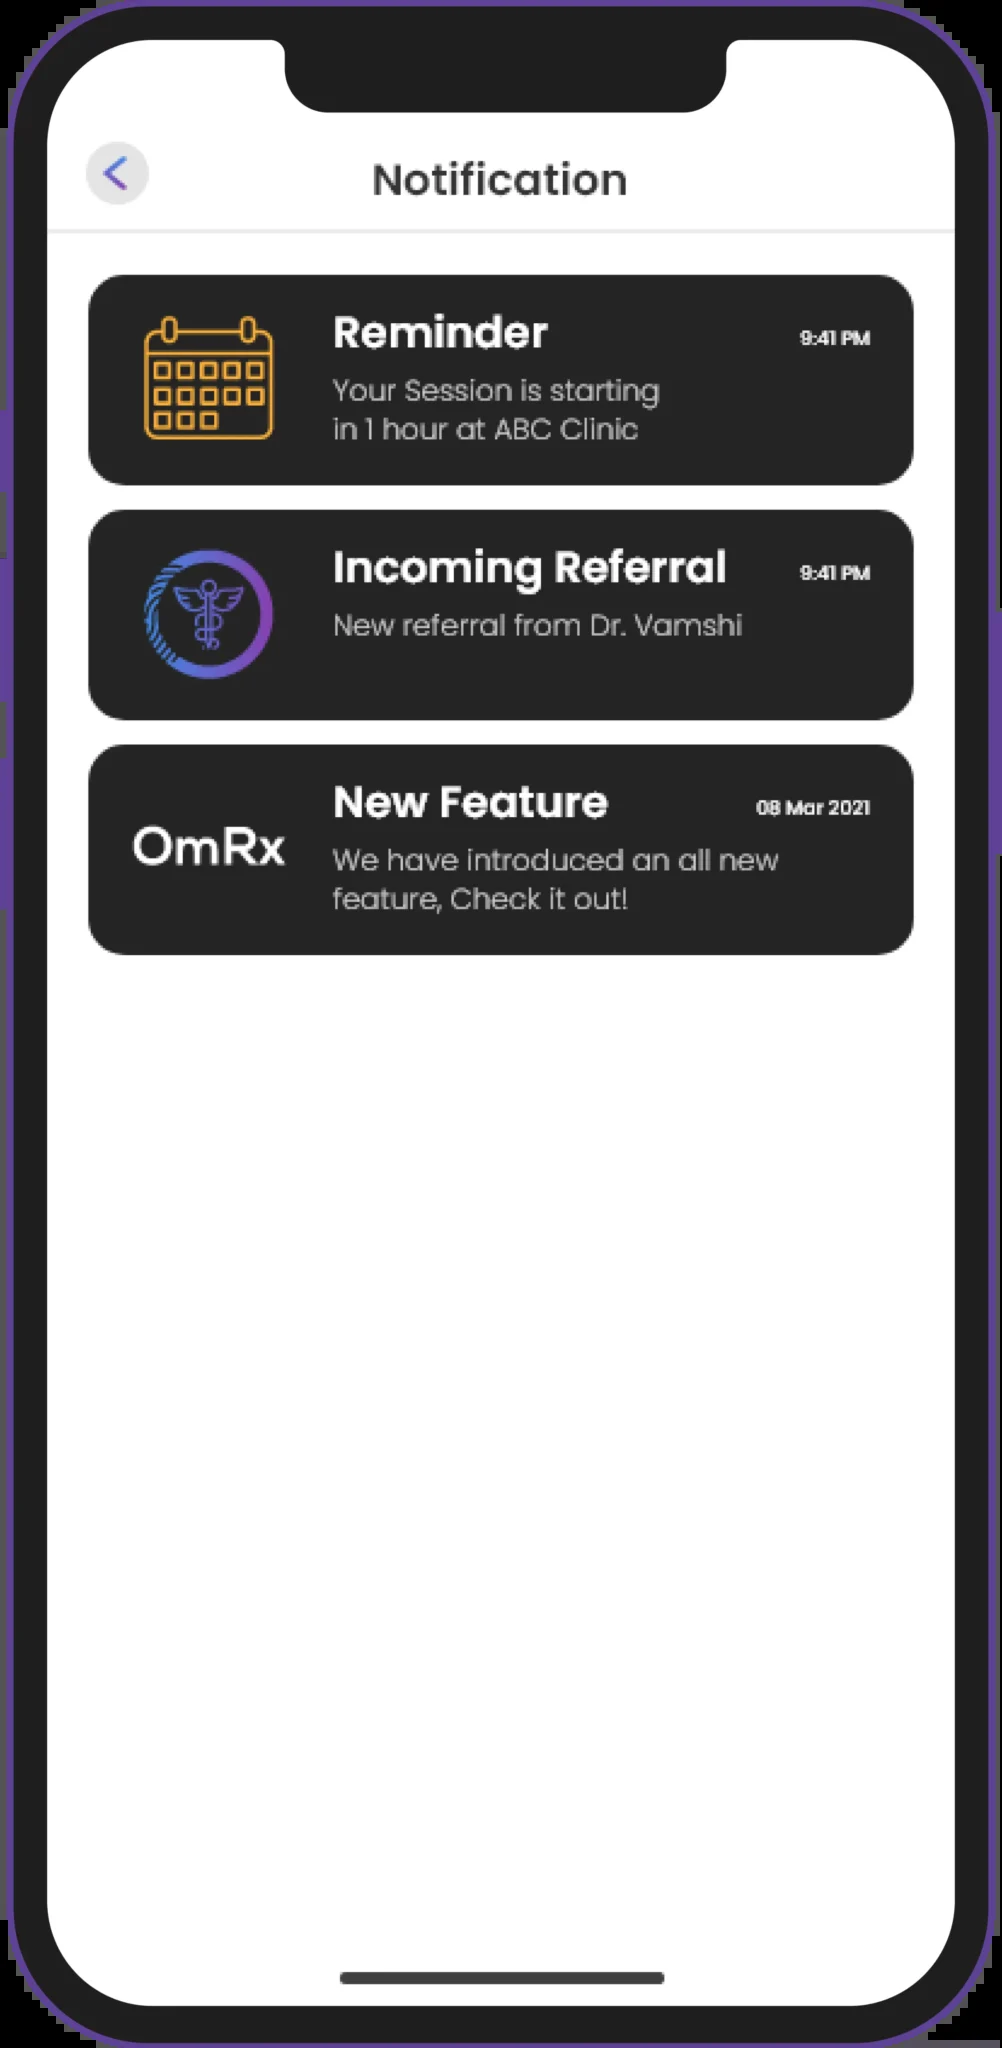 Notification
Reminder
9:41 PM
Your Session is starting
in 1 hour at ABC Clinic
Incoming Referral
9:41 PM
New referral from Dr. Vamshi
OmRx
New Feature
08 Mar 2021
We have introduced an all new
feature, Check it out!